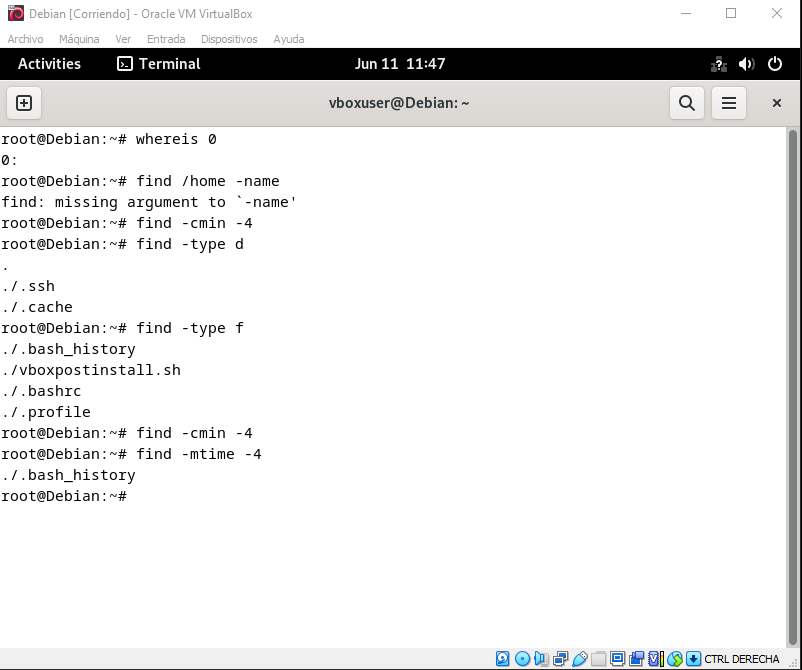 Debian [Corriendo] - Oracle VM VirtualBox
Archivo Máquina Ver Entrada Dispositivos Ayuda
Activities Terminal Jun 11 11:47
vboxuser@Debian: ~
root@Debian:~# whereis 0
0:
root@Debian:~# find /home -name
find: missing argument to `-name'
root@Debian:~# find -cmin -4
root@Debian:~# find -type d
.
./.ssh
./.cache
root@Debian:~# find -type f
./.bash_history
./vboxpostinstall.sh
./.bashrc
./.profile
root@Debian:~# find -cmin -4
root@Debian:~# find -mtime -4
./.bash_history
root@Debian:~#
CTRL DERECHA